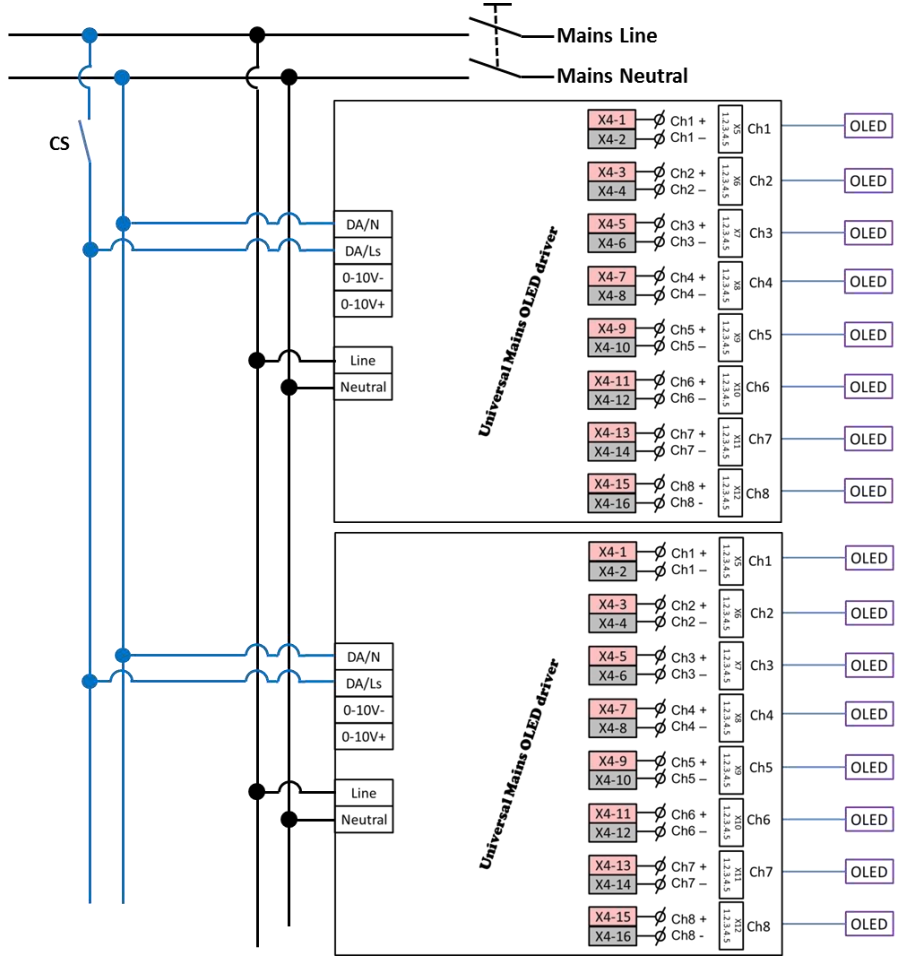 Mains Line
Mains Neutral
CS
X4-1 Ch1 + 1.2.3.4.5 X5 Ch1 OLED
X4-2 Ch1 –
X4-3 Ch2 + 1.2.3.4.5 X6 Ch2 OLED
X4-4 Ch2 –
DA/N
X4-5 Ch3 + 1.2.3.4.5 X7 Ch3 OLED
X4-6 Ch3 –
DA/Ls
0-10V-
X4-7 Ch4 + 1.2.3.4.5 X8 Ch4 OLED
X4-8 Ch4 –
0-10V+
Universal Mains OLED driver
X4-9 Ch5 + 1.2.3.4.5 X9 Ch5 OLED
X4-10 Ch5 –
Line
Neutral
X4-11 Ch6 + 1.2.3.4.5 X10 Ch6 OLED
X4-12 Ch6 –
X4-13 Ch7 + 1.2.3.4.5 X11 Ch7 OLED
X4-14 Ch7 –
X4-15 Ch8 + 1.2.3.4.5 X12 Ch8 OLED
X4-16 Ch8 -
X4-1 Ch1 + 1.2.3.4.5 X5 Ch1 OLED
X4-2 Ch1 –
X4-3 Ch2 + 1.2.3.4.5 X6 Ch2 OLED
X4-4 Ch2 –
DA/N
X4-5 Ch3 + 1.2.3.4.5 X7 Ch3 OLED
X4-6 Ch3 –
DA/Ls
0-10V-
X4-7 Ch4 + 1.2.3.4.5 X8 Ch4 OLED
X4-8 Ch4 –
0-10V+
Universal Mains OLED driver
X4-9 Ch5 + 1.2.3.4.5 X9 Ch5 OLED
X4-10 Ch5 –
Line
Neutral
X4-11 Ch6 + 1.2.3.4.5 X10 Ch6 OLED
X4-12 Ch6 –
X4-13 Ch7 + 1.2.3.4.5 X11 Ch7 OLED
X4-14 Ch7 –
X4-15 Ch8 + 1.2.3.4.5 X12 Ch8 OLED
X4-16 Ch8 -